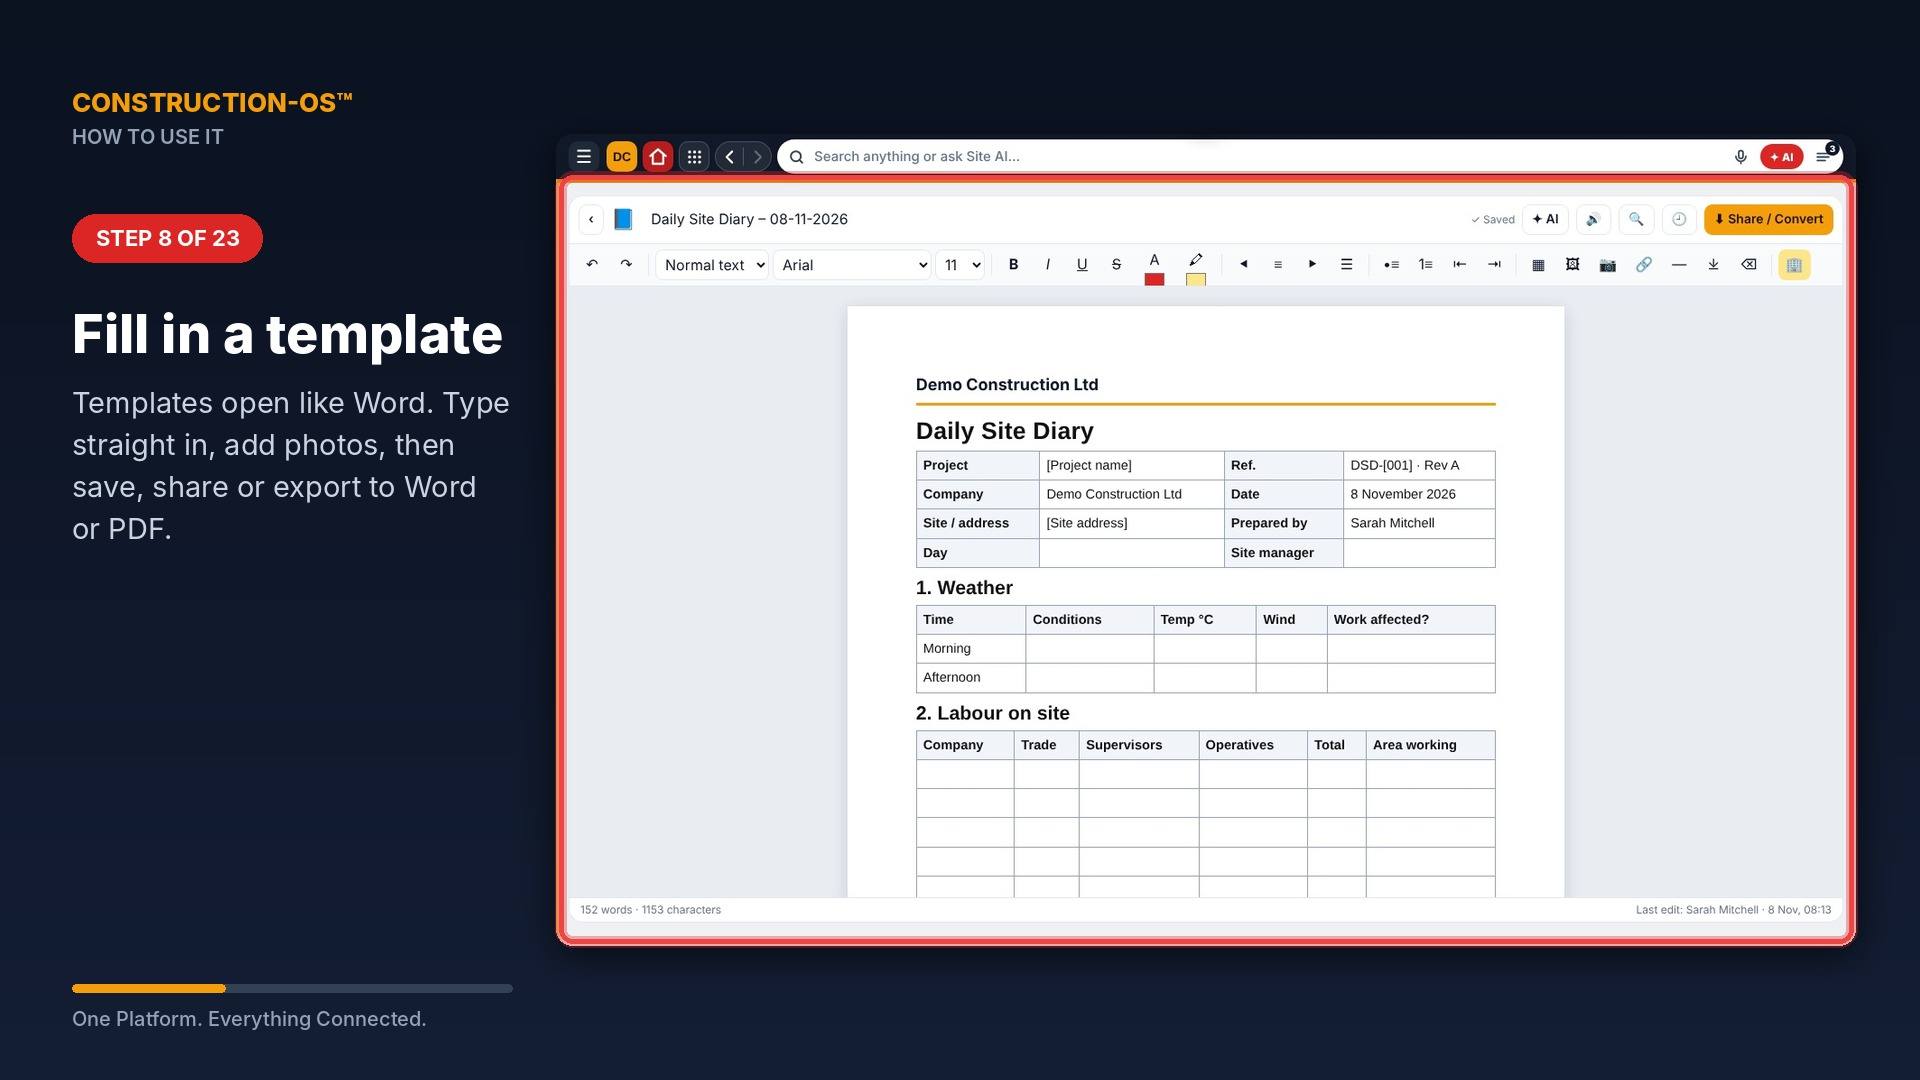 CONSTRUCTION-OS™
HOW TO USE IT
STEP 8 OF 23
Fill in a template
Templates open like Word. Type
straight in, add photos, then
save, share or export to Word
or PDF.
One Platform. Everything Connected.
DC
Search anything or ask Site AI...
AI
3
Daily Site Diary – 08-11-2026
✓ Saved
AI
Share / Convert
Normal text
Arial
11
B I U S A
Demo Construction Ltd
Daily Site Diary
Project [Project name] Ref. DSD-[001] · Rev A
Company Demo Construction Ltd Date 8 November 2026
Site / address [Site address] Prepared by Sarah Mitchell
Day Site manager
1. Weather
Time Conditions Temp °C Wind Work affected?
Morning
Afternoon
2. Labour on site
Company Trade Supervisors Operatives Total Area working
152 words · 1153 characters
Last edit: Sarah Mitchell · 8 Nov, 08:13